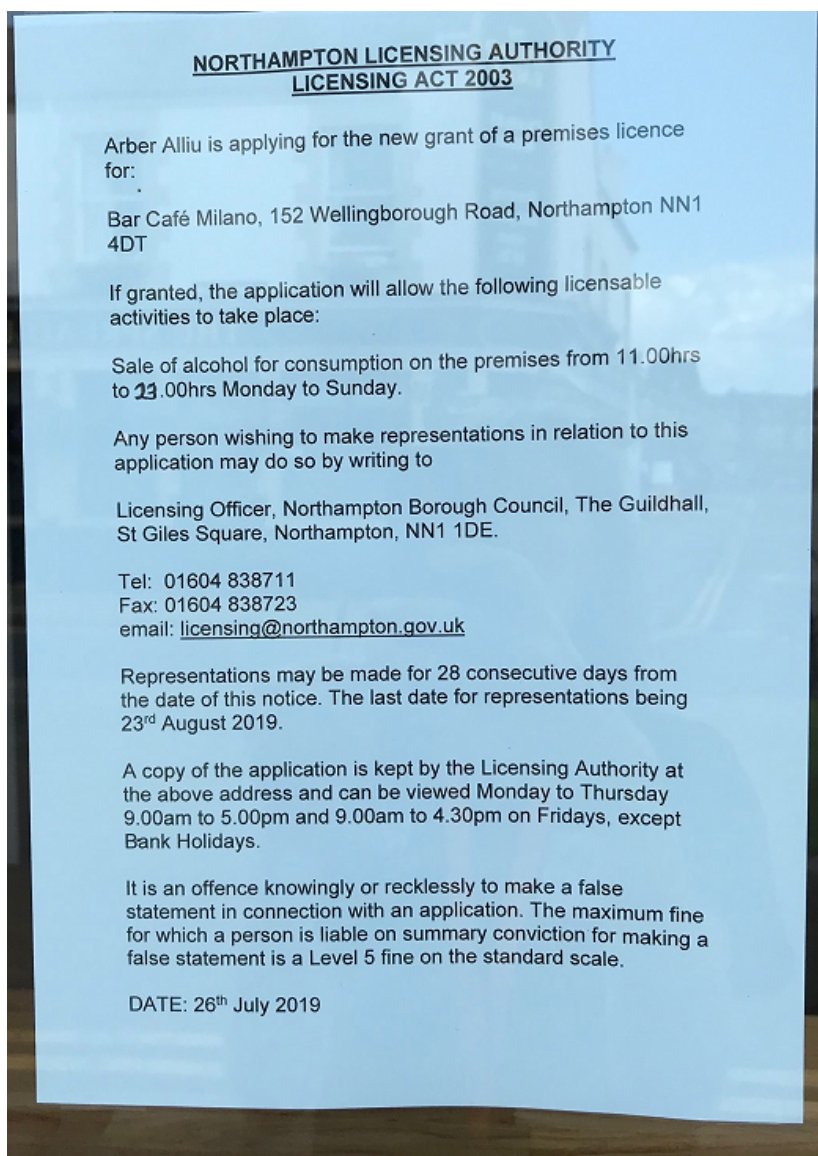 NORTHAMPTON LICENSING AUTHORITY
LICENSING ACT 2003
Arber Alliu is applying for the new grant of a premises licence
for:
Bar Café Milano, 152 Wellingborough Road, Northampton NN1
4DT
If granted, the application will allow the following licensable
activities to take place:
Sale of alcohol for consumption on the premises from 11.00hrs
to 23.00hrs Monday to Sunday.
Any person wishing to make representations in relation to this
application may do so by writing to
Licensing Officer, Northampton Borough Council, The Guildhall,
St Giles Square, Northampton, NN1 1DE.
Tel: 01604 838711
Fax: 01604 838723
email: licensing@northampton.gov.uk
Representations may be made for 28 consecutive days from
the date of this notice. The last date for representations being
23rd August 2019.
A copy of the application is kept by the Licensing Authority at
the above address and can be viewed Monday to Thursday
9.00am to 5.00pm and 9.00am to 4.30pm on Fridays, except
Bank Holidays.
It is an offence knowingly or recklessly to make a false
statement in connection with an application. The maximum fine
for which a person is liable on summary conviction for making a
false statement is a Level 5 fine on the standard scale.
DATE: 26th July 2019